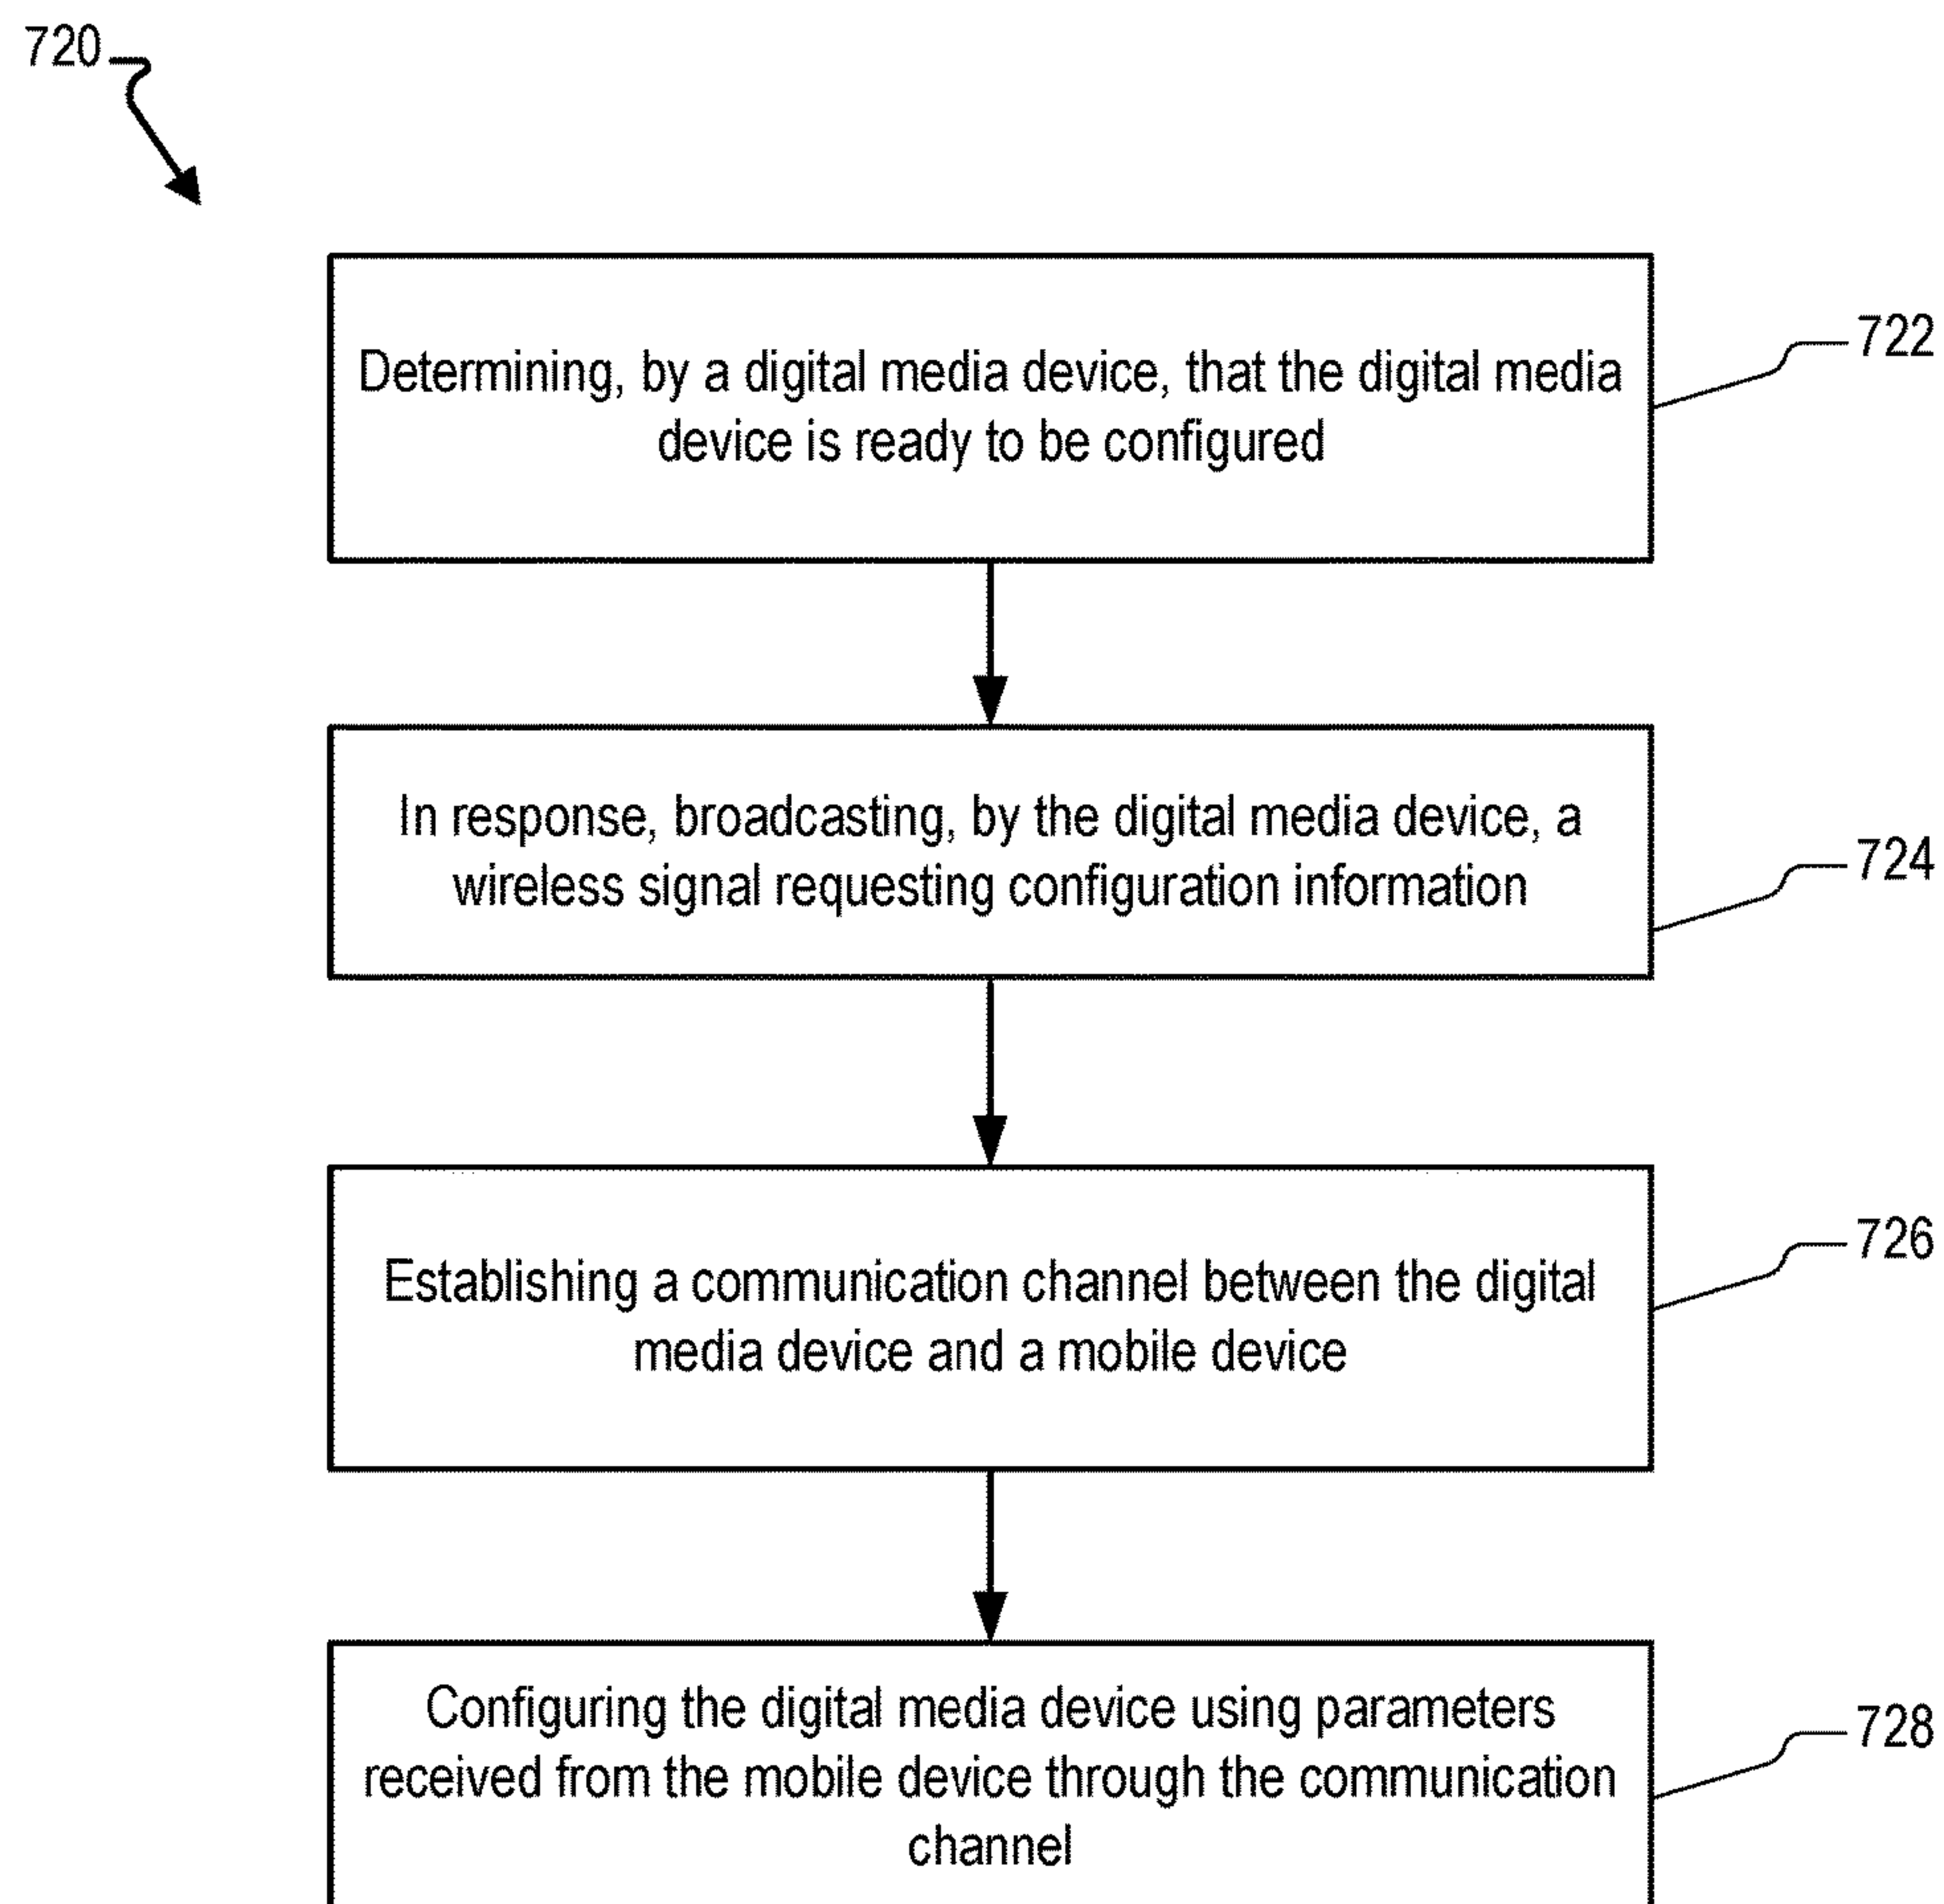 720
Determining, by a digital media device, that the digital media
device is ready to be configured
722
In response, broadcasting, by the digital media device, a
wireless signal requesting configuration information
724
Establishing a communication channel between the digital
media device and a mobile device
726
Configuring the digital media device using parameters
received from the mobile device through the communication
channel
728